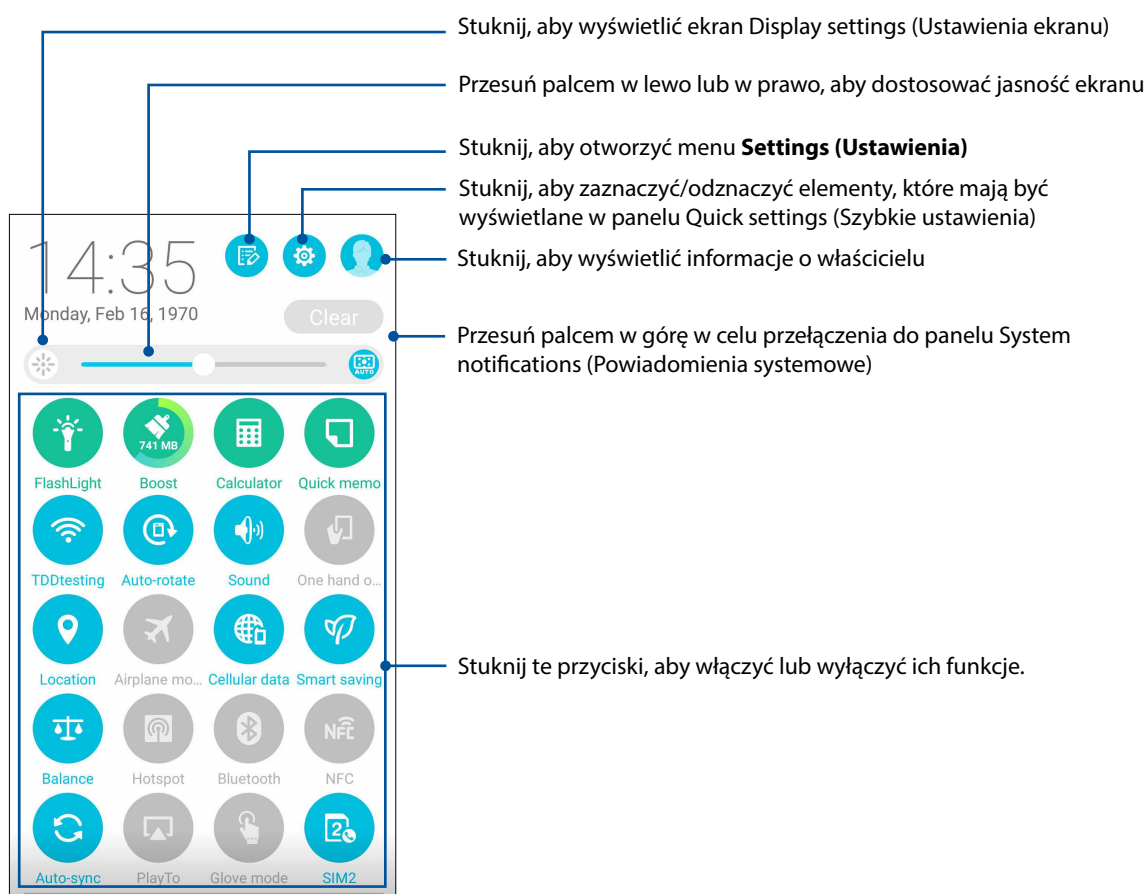 Stuknij, aby wyświetlić ekran Display settings (Ustawienia ekranu)
Przesuń palcem w lewo lub w prawo, aby dostosować jasność ekranu
Stuknij, aby otworzyć menu Settings (Ustawienia)
Stuknij, aby zaznaczyć/odznaczyć elementy, które mają być
wyświetlane w panelu Quick settings (Szybkie ustawienia)
Stuknij, aby wyświetlić informacje o właścicielu
Przesuń palcem w górę w celu przełączenia do panelu System
notifications (Powiadomienia systemowe)
Stuknij te przyciski, aby włączyć lub wyłączyć ich funkcje.
14:35
Monday, Feb 16, 1970
Clear
AUTO
741 MB
FlashLight Boost Calculator Quick memo
TDDtesting Auto-rotate Sound One hand o...
Location Airplane mo... Cellular data Smart saving
NFC
Balance Hotspot Bluetooth NFC
2
Auto-sync PlayTo Glove mode SIM2